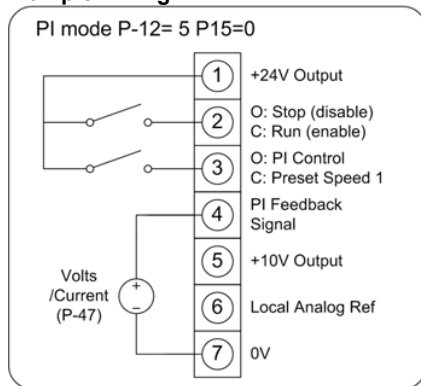 PI mode P-12= 5 P15=0
1
+24V Output
2
O: Stop (disable)
C: Run (enable)
3
O: PI Control
C: Preset Speed 1
4
PI Feedback
Signal
5
+10V Output
Volts
/Current
(P-47)
+
−
6
Local Analog Ref
7
0V